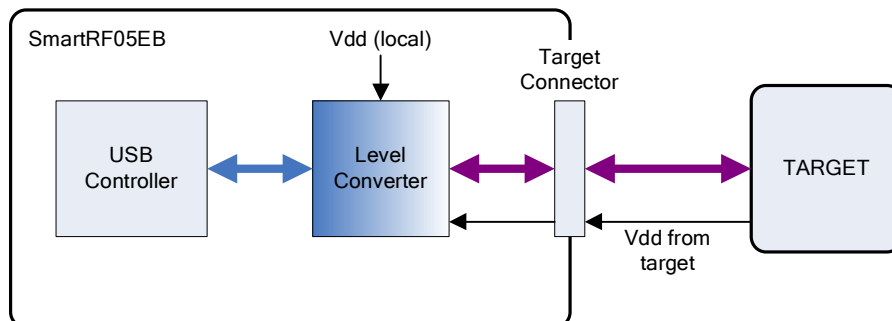 SmartRF05EB
Vdd (local)
Target
Connector
USB
Controller
Level
Converter
TARGET
Vdd from
target